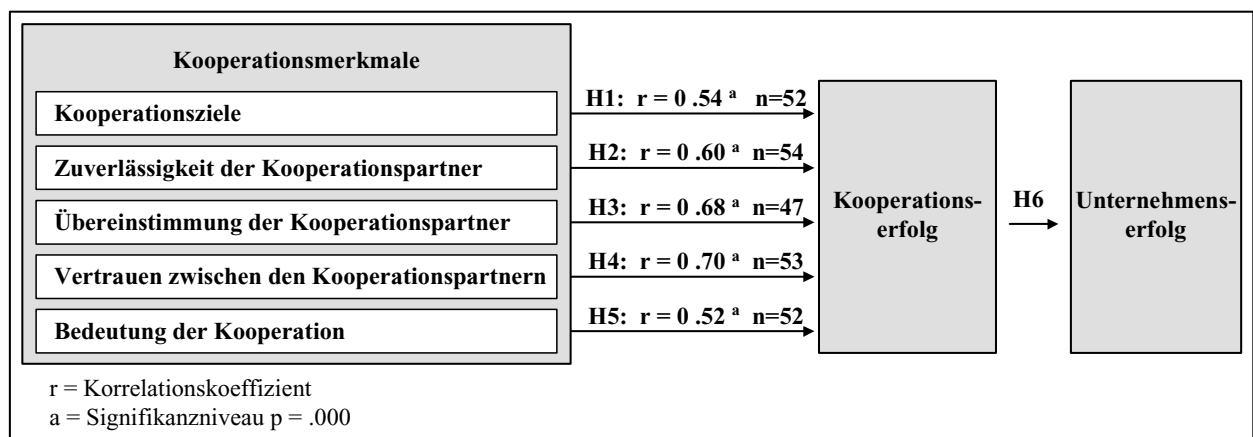 Kooperationsmerkmale
Kooperationsziele
Zuverlässigkeit der Kooperationspartner
Übereinstimmung der Kooperationspartner
Vertrauen zwischen den Kooperationspartnern
Bedeutung der Kooperation
H1: r = 0 .54 ᵃ n=52
H2: r = 0 .60 ᵃ n=54
H3: r = 0 .68 ᵃ n=47
H4: r = 0 .70 ᵃ n=53
H5: r = 0 .52 ᵃ n=52
Kooperations-
erfolg
H6
Unternehmens-
erfolg
r = Korrelationskoeffizient
a = Signifikanzniveau p = .000